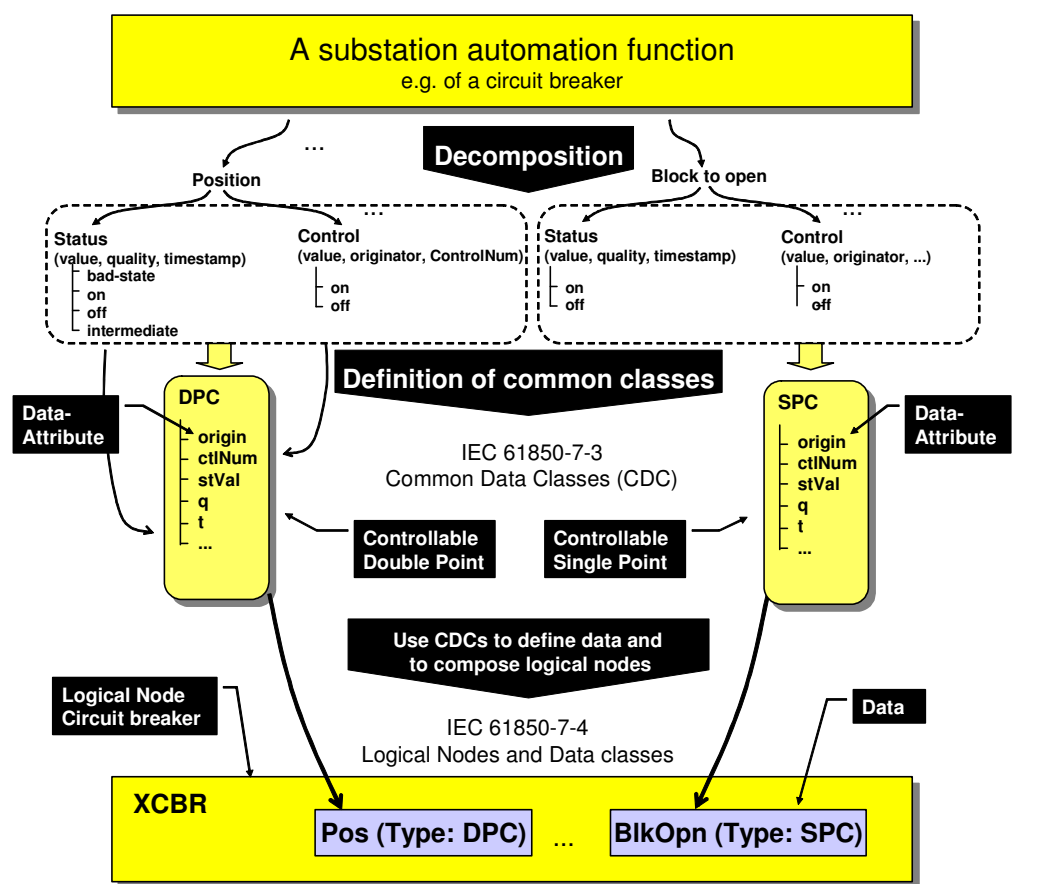 A substation automation function
e.g. of a circuit breaker
...
Decomposition
Position
Block to open
...
...
Status
(value, quality, timestamp)
bad-state
on
off
intermediate
Control
(value, originator, ControlNum)
on
off
Status
(value, quality, timestamp)
on
off
Control
(value, originator, ...)
on
off
Definition of common classes
Data-
Attribute
DPC
origin
ctlNum
stVal
q
t
...
IEC 61850-7-3
Common Data Classes (CDC)
SPC
origin
ctlNum
stVal
q
t
...
Data-
Attribute
Controllable
Double Point
Controllable
Single Point
Use CDCs to define data and
to compose logical nodes
Logical Node
Circuit breaker
IEC 61850-7-4
Logical Nodes and Data classes
Data
XCBR
Pos (Type: DPC)
...
BlkOpn (Type: SPC)